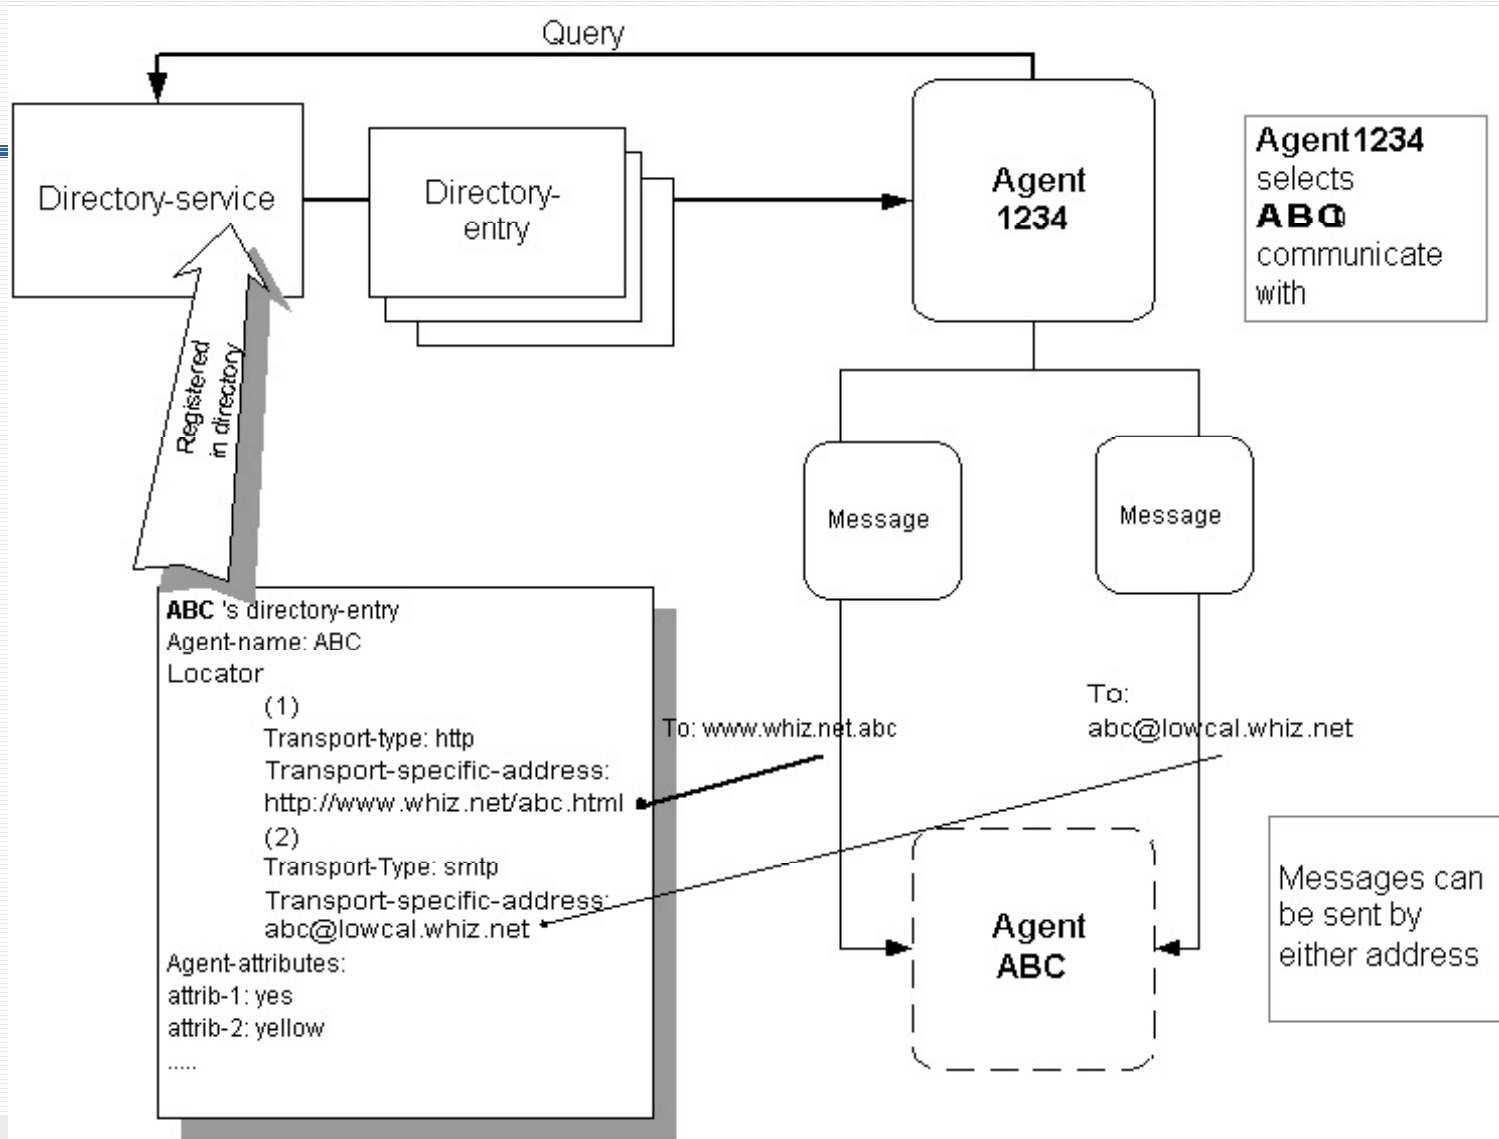 Query
Directory-service
Directory-
entry
Agent
1234
Agent1234
selects
ABC
communicate
with
Registered
in directory
Message
Message
ABC 's directory-entry
Agent-name: ABC
Locator
(1)
Transport-type: http
Transport-specific-address:
http://www.whiz.net/abc.html
(2)
Transport-Type: smtp
Transport-specific-address:
abc@lowcal.whiz.net
Agent-attributes:
attrib-1: yes
attrib-2: yellow
.....
To: www.whiz.net.abc
To:
abc@lowcal.whiz.net
Agent
ABC
Messages can
be sent by
either address